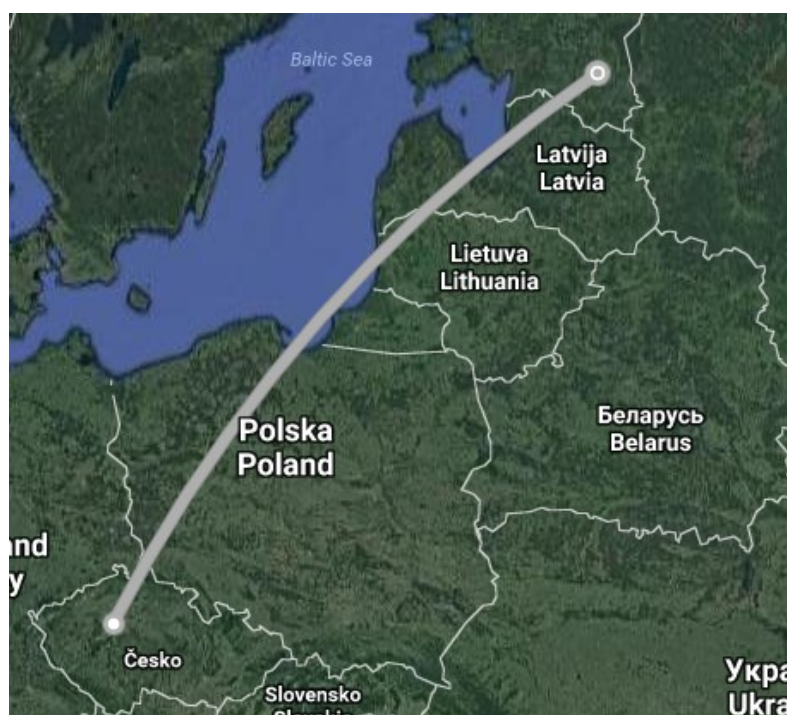 Baltic Sea
Latvija
Latvia
Lietuva
Lithuania
Беларусь
Belarus
Polska
Poland
Česko
Slovensko